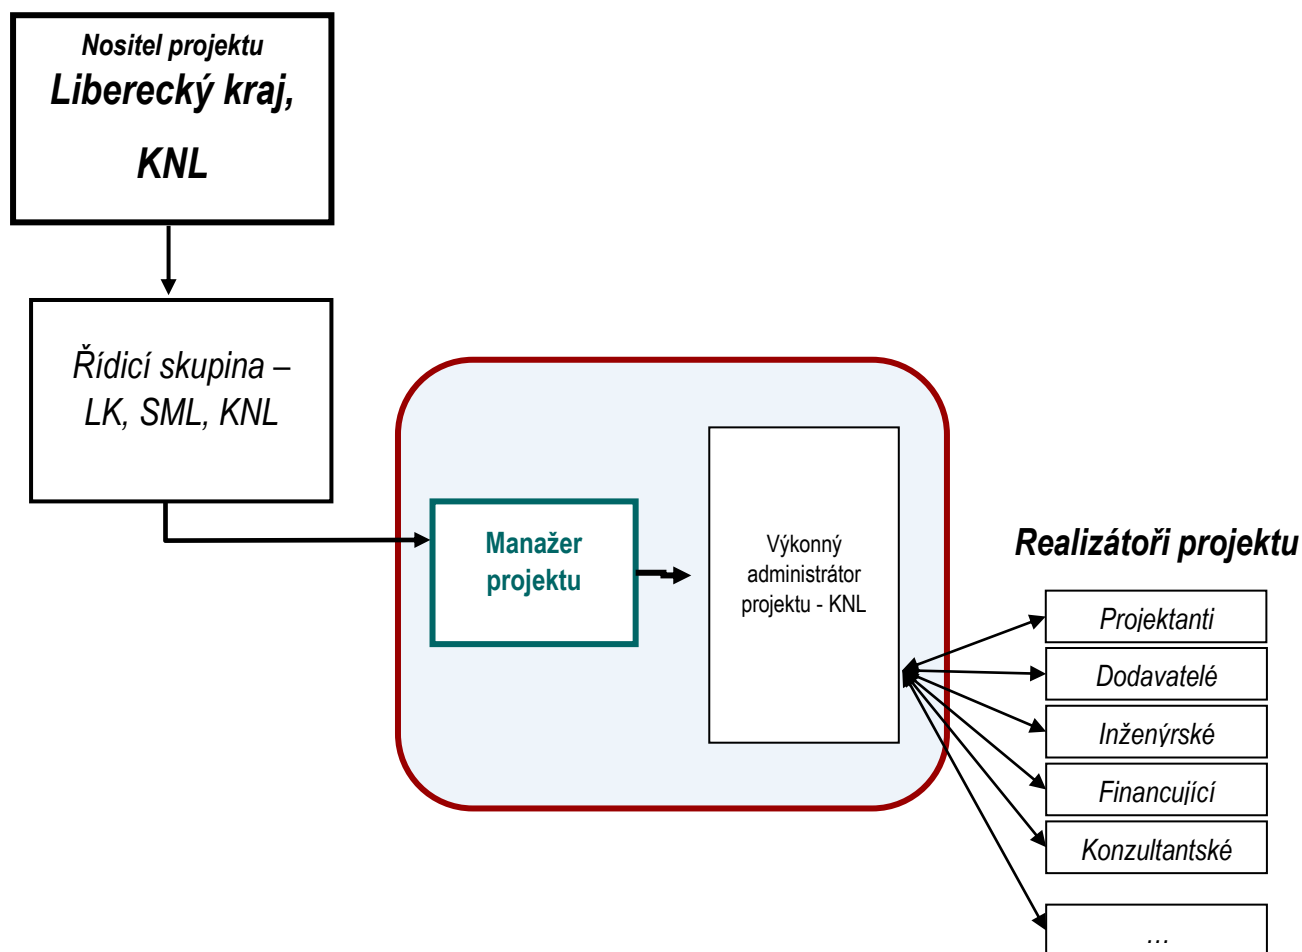 Nositel projektu
Liberecký kraj,
KNL
Řídicí skupina –
LK, SML, KNL
Manažer
projektu
Výkonný
administrátor
projektu - KNL
Realizátoři projektu
Projektanti
Dodavatelé
Inženýrské
Financující
Konzultantské
...